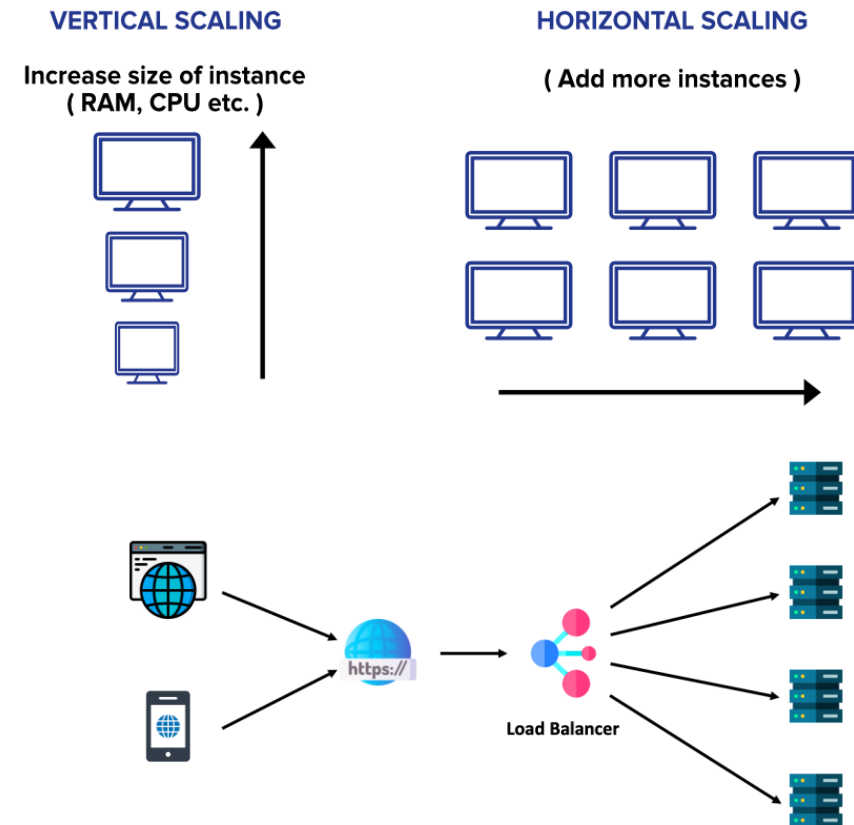 VERTICAL SCALING
Increase size of instance
( RAM, CPU etc. )
HORIZONTAL SCALING
( Add more instances )
https://
Load Balancer